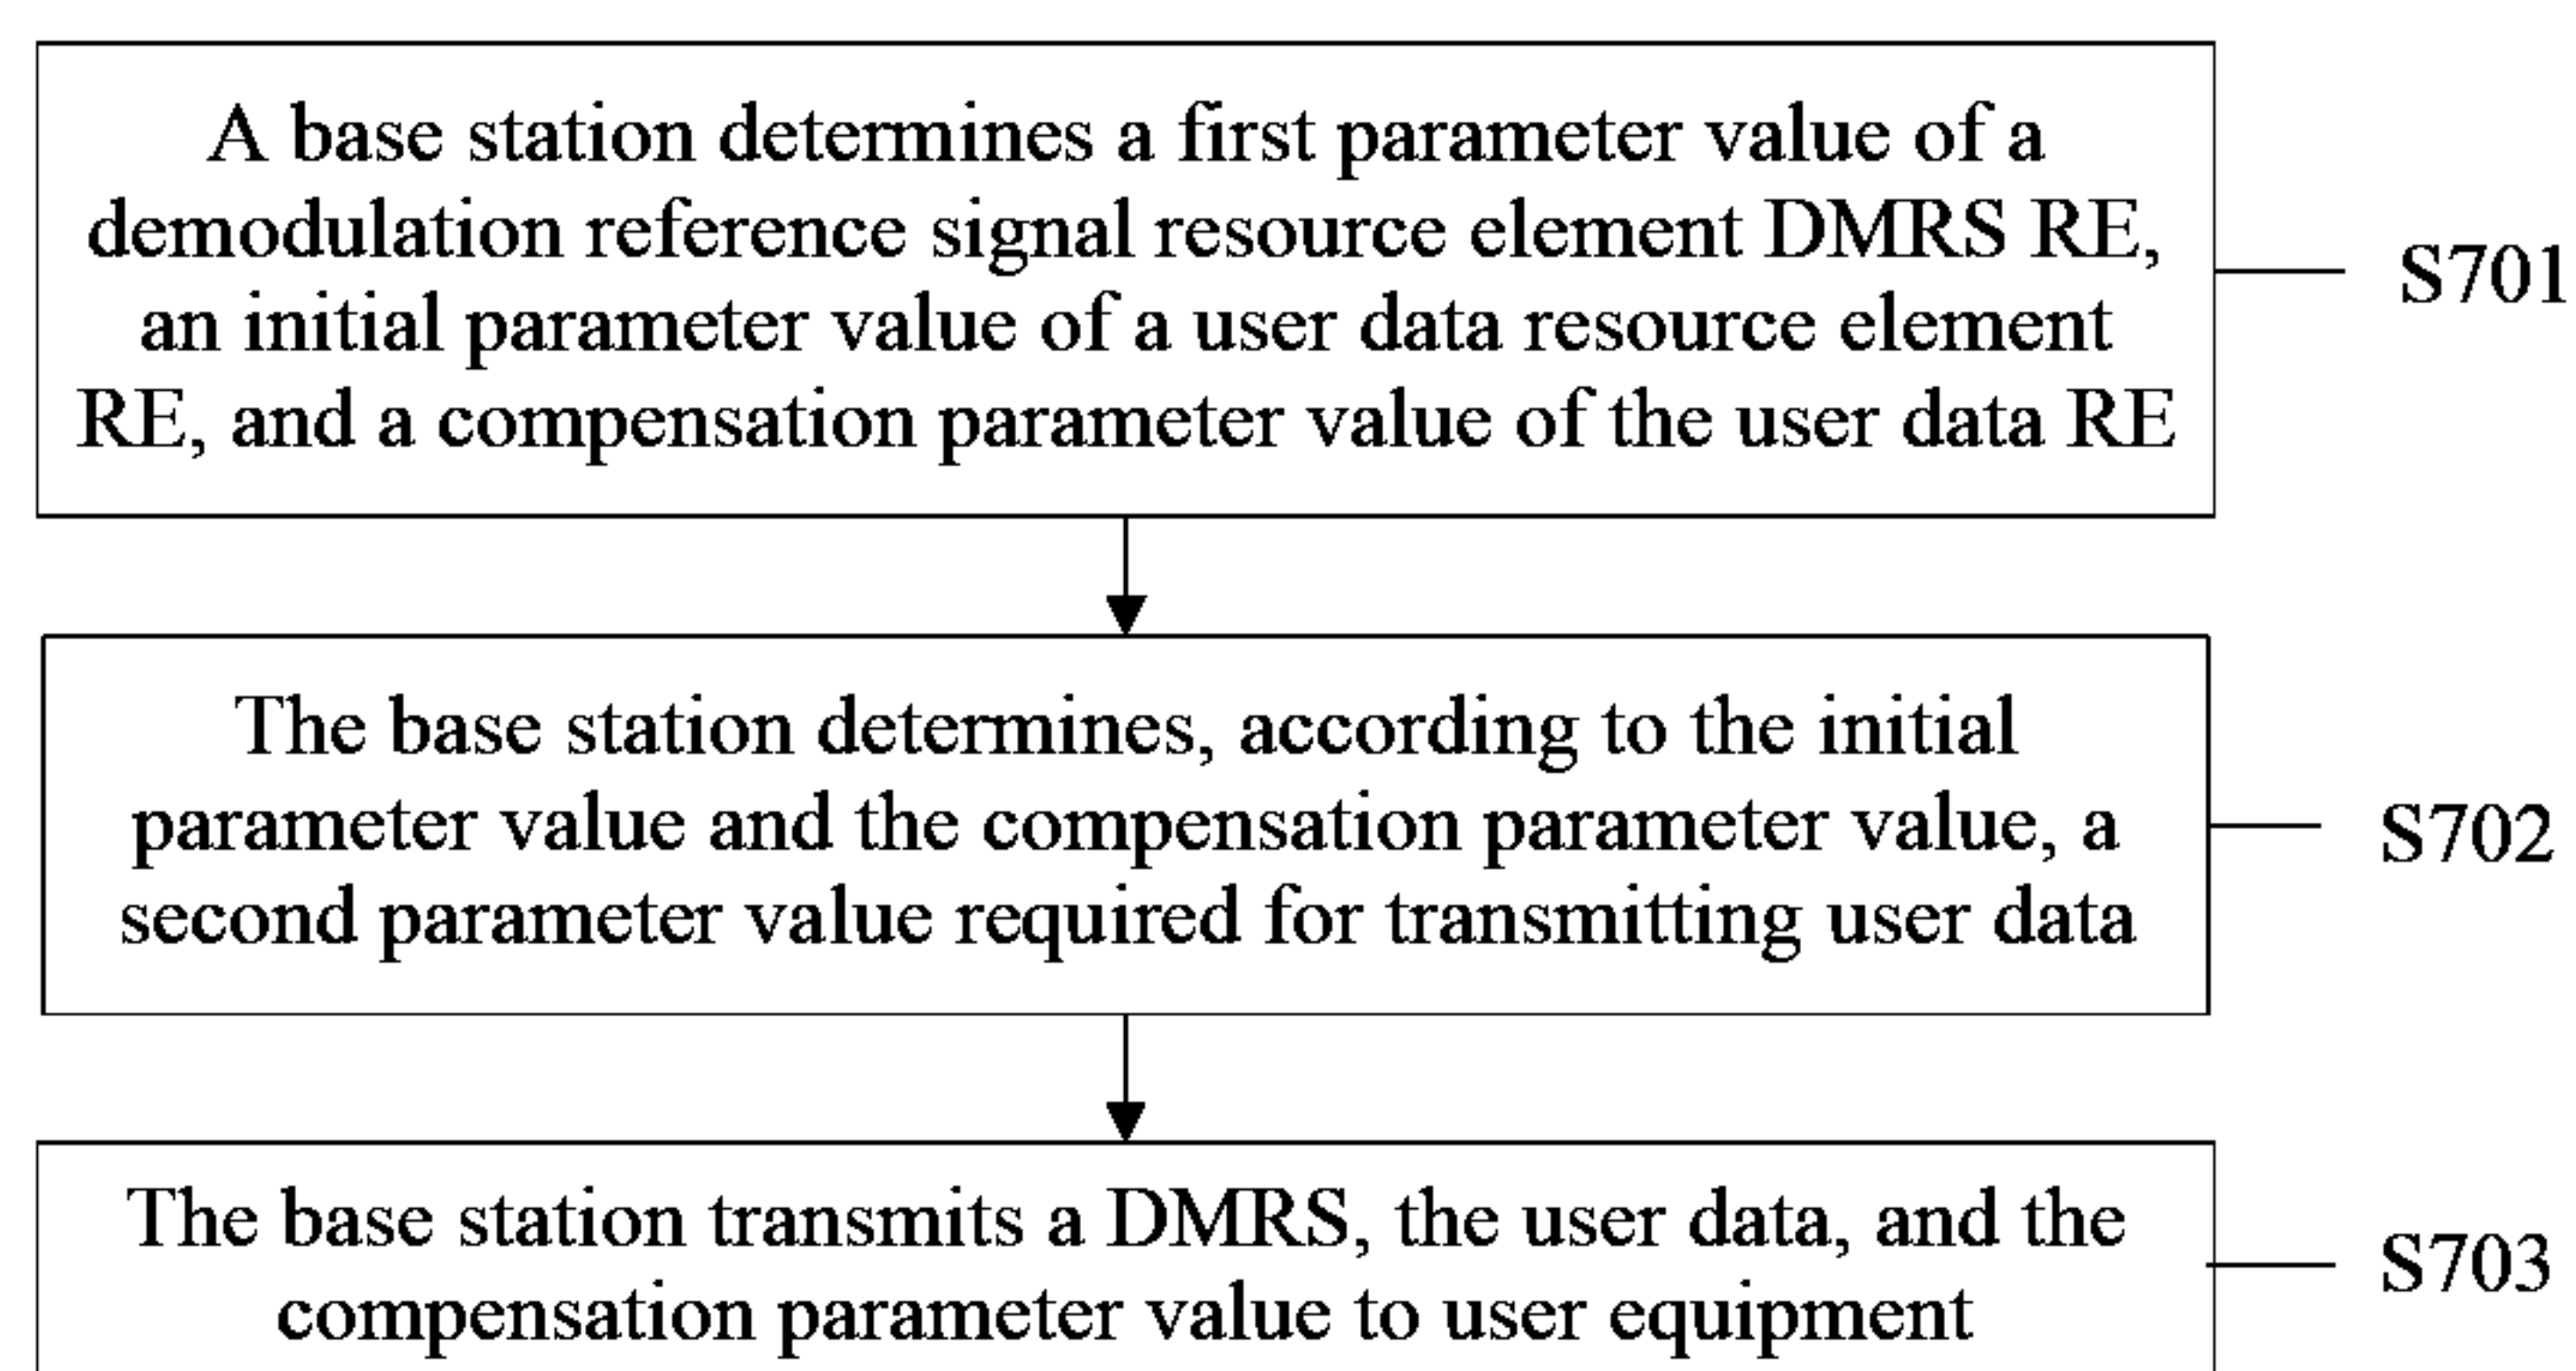 A base station determines a first parameter value of a
demodulation reference signal resource element DMRS RE,
an initial parameter value of a user data resource element
RE, and a compensation parameter value of the user data RE
S701
The base station determines, according to the initial
parameter value and the compensation parameter value, a
second parameter value required for transmitting user data
S702
The base station transmits a DMRS, the user data, and the
compensation parameter value to user equipment
S703